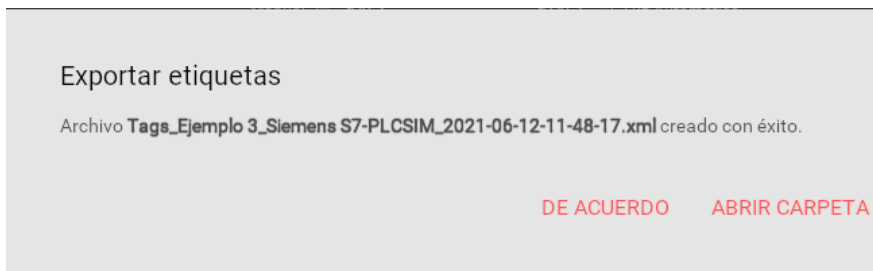 Exportar etiquetas
Archivo Tags_Ejemplo 3_Siemens S7-PLCSIM_2021-06-12-11-48-17.xml creado con éxito.
DE ACUERDO ABRIR CARPETA